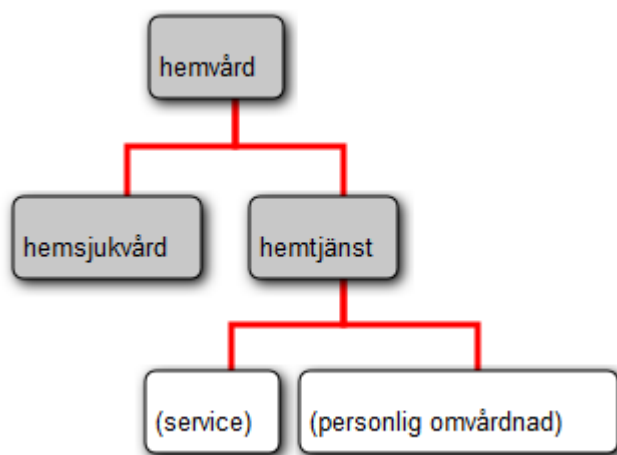 hemvård
hemsjukvård
hemtjänst
(service)
(personlig omvårdnad)